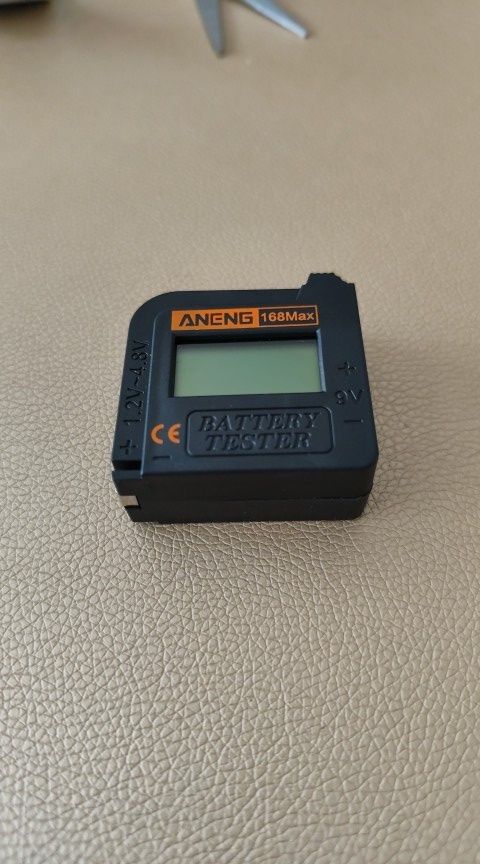 ANENG 168Max
+ 1.2V~4.8V −
+
9V
−
CE
BATTERY
TESTER